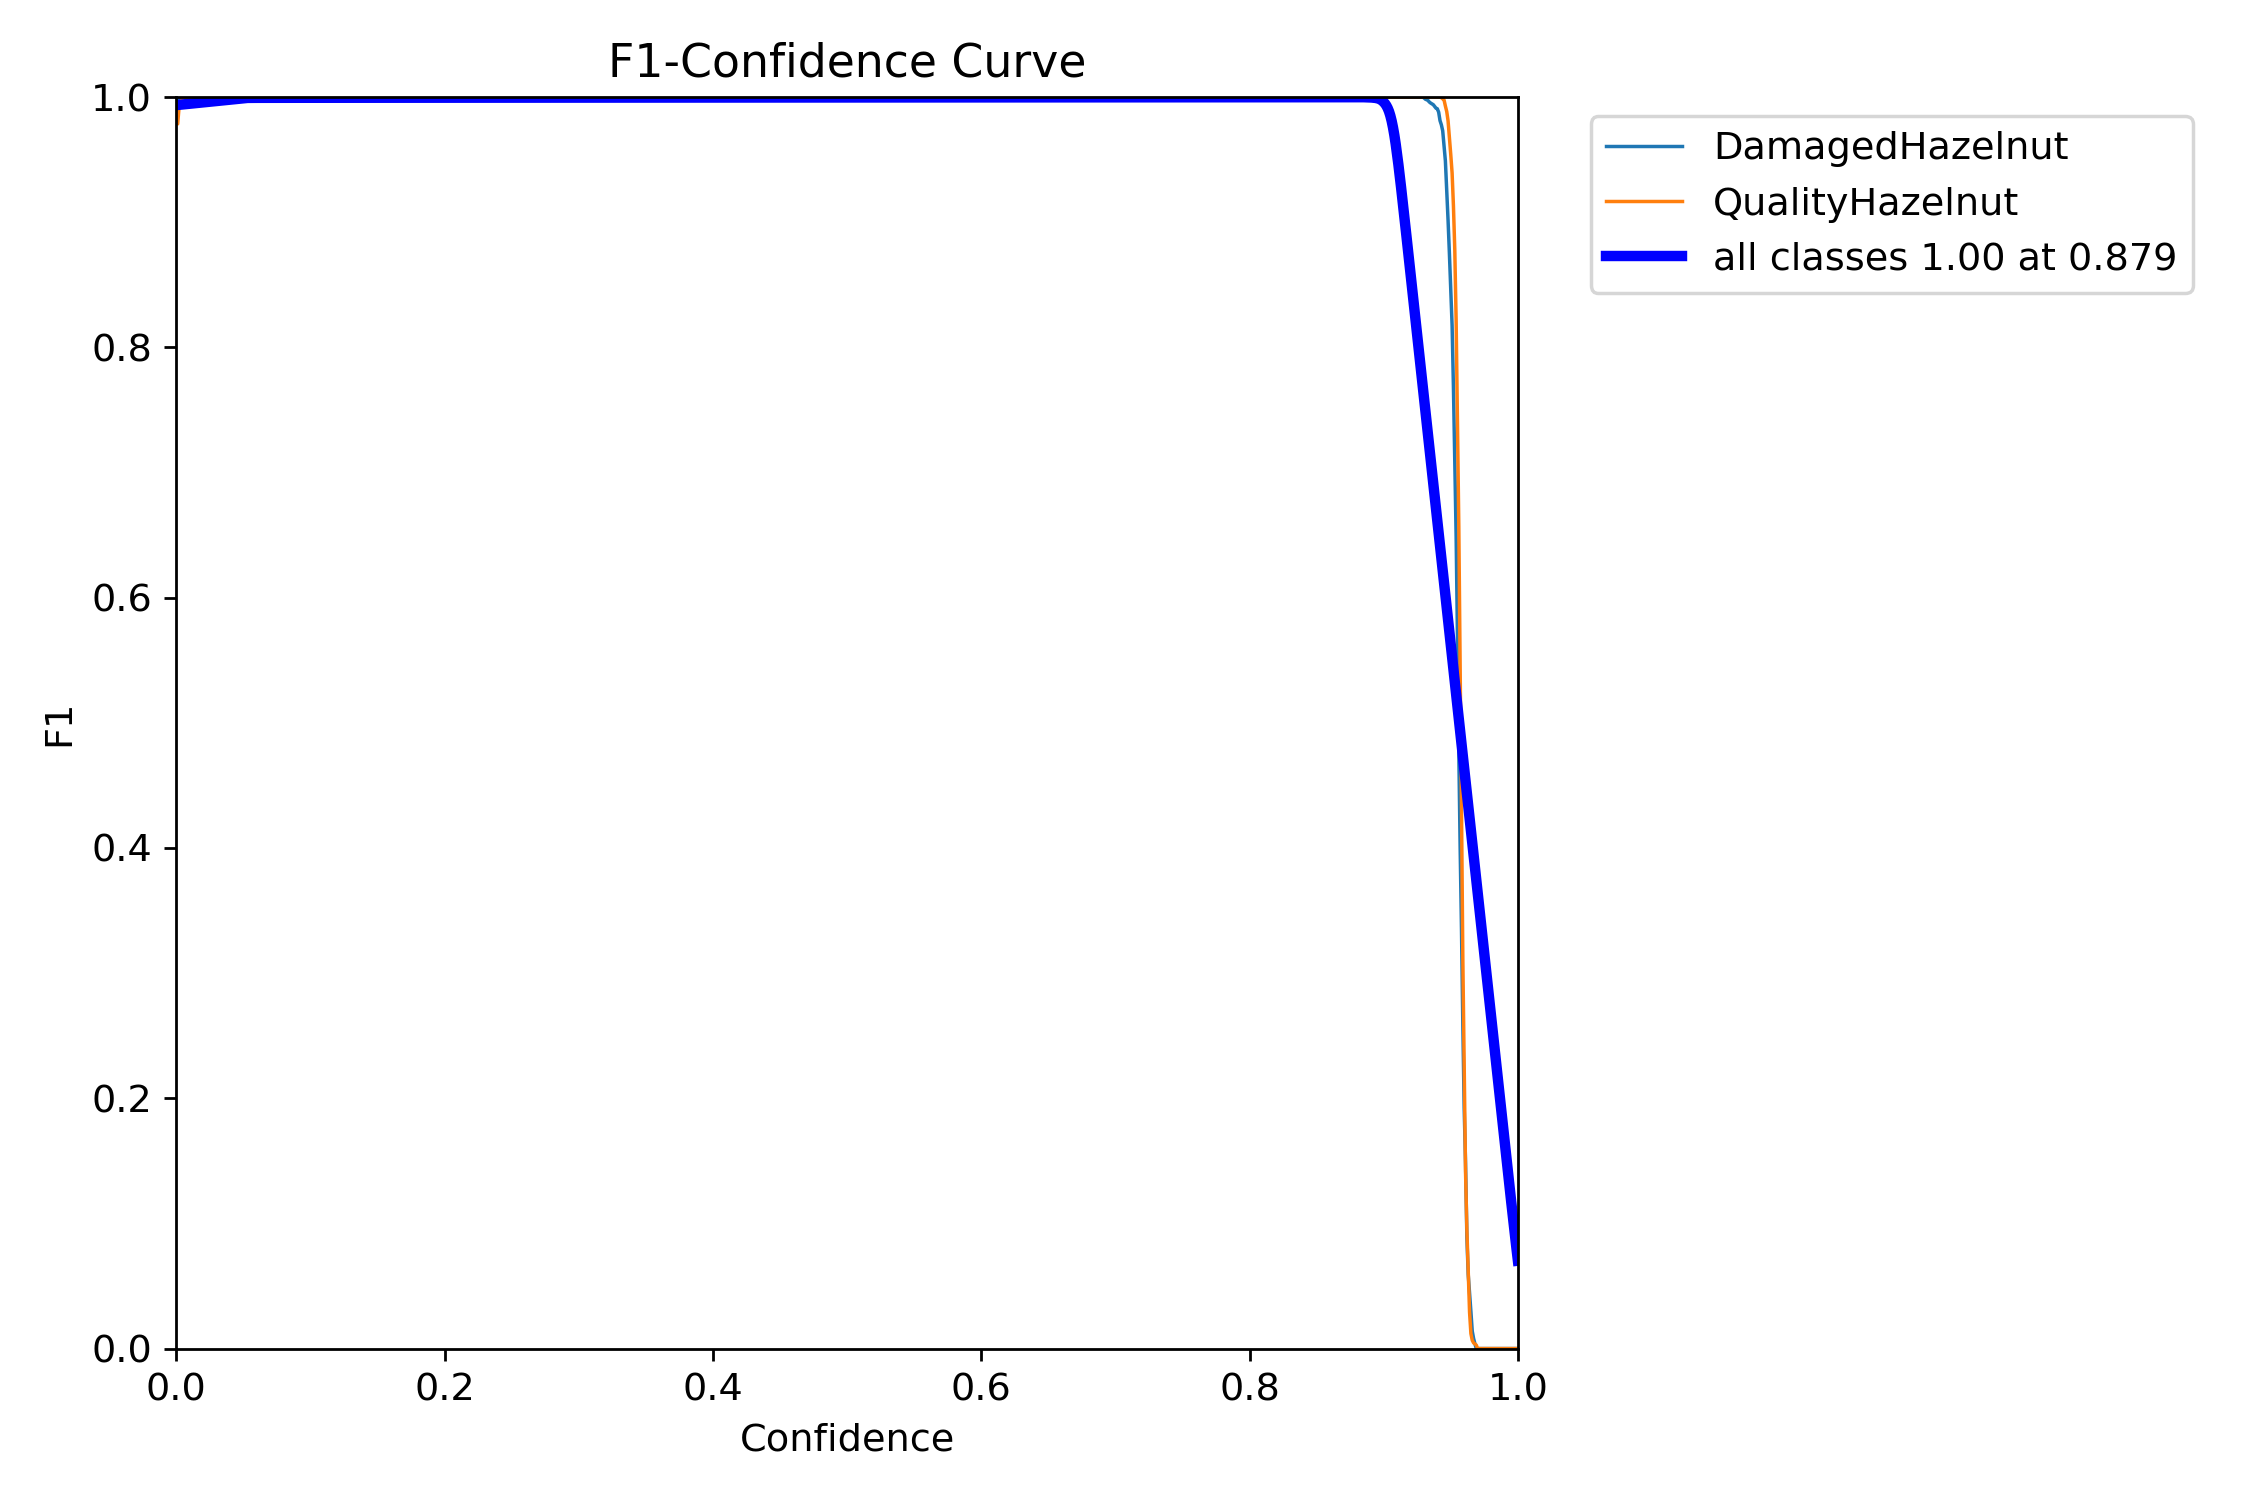 F1-Confidence Curve
1.0
0.8
0.6
0.4
0.2
0.0
F1
0.0 0.2 0.4 0.6 0.8 1.0
Confidence
DamagedHazelnut
QualityHazelnut
all classes 1.00 at 0.879